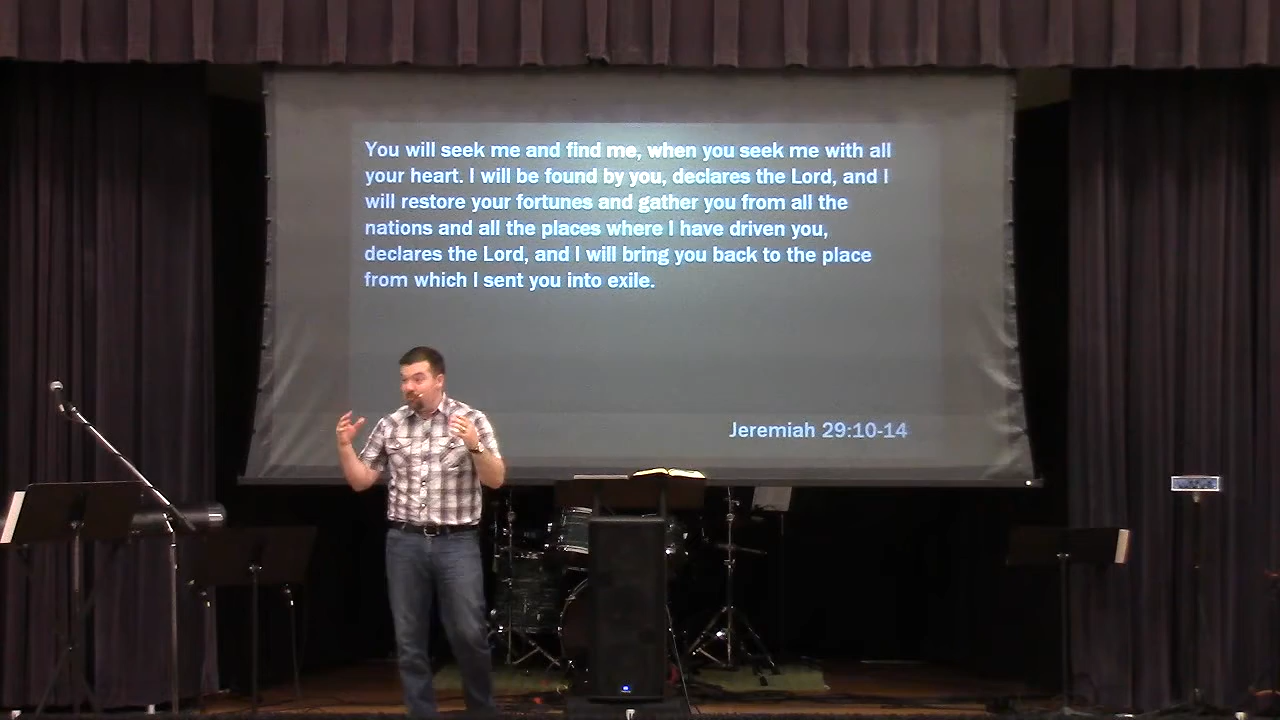 You will seek me and find me, when you seek me with all
your heart. I will be found by you, declares the Lord, and I
will restore your fortunes and gather you from all the
nations and all the places where I have driven you,
declares the Lord, and I will bring you back to the place
from which I sent you into exile.
Jeremiah 29:10-14